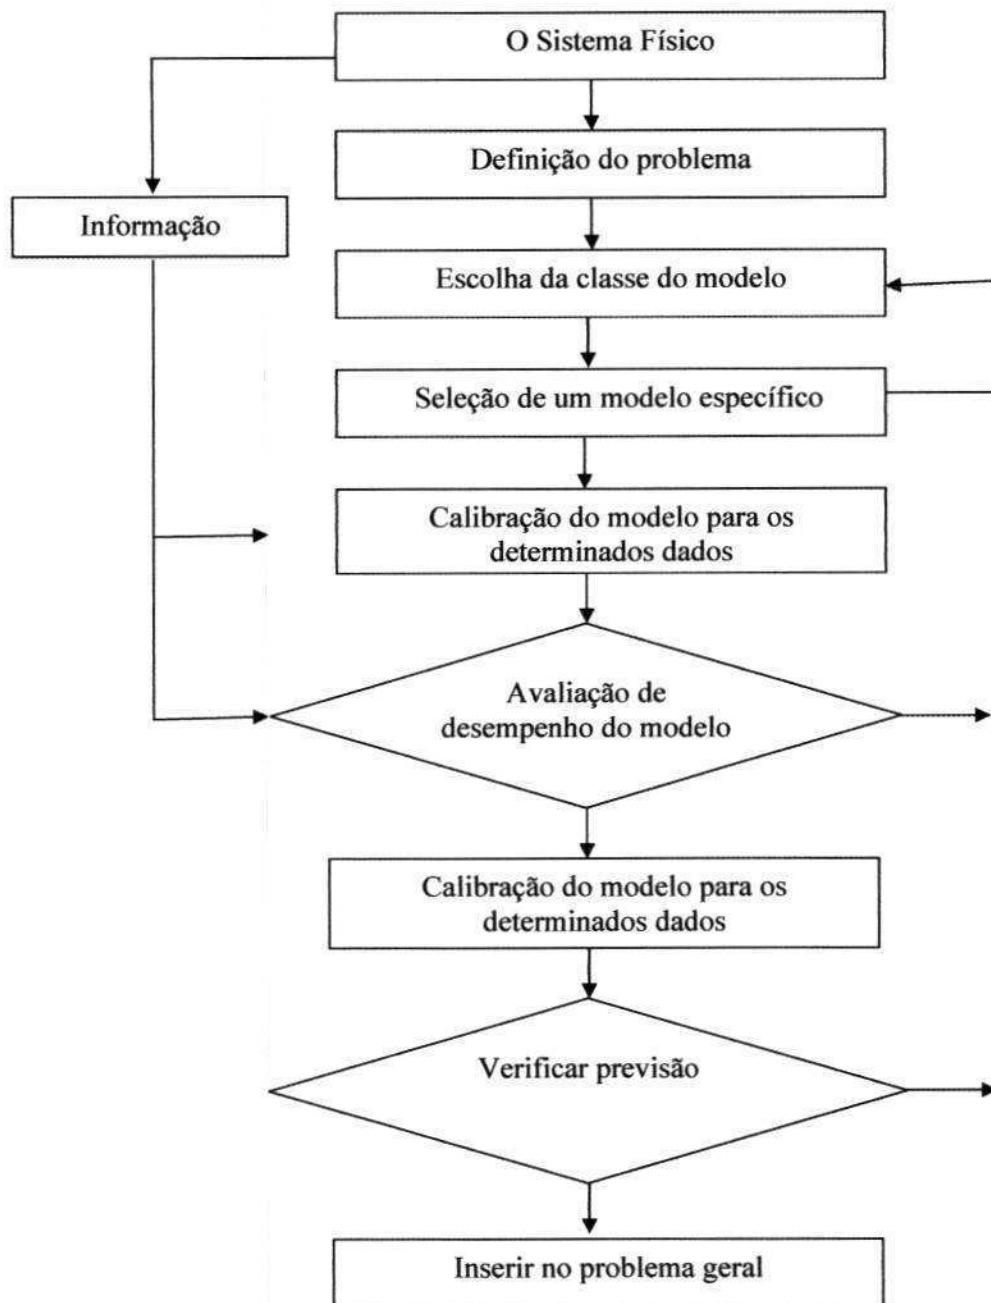 O Sistema Físico
Definição do problema
Informação
Escolha da classe do modelo
Seleção de um modelo específico
Calibração do modelo para os
determinados dados
Avaliação de
desempenho do modelo
Calibração do modelo para os
determinados dados
Verificar previsão
Inserir no problema geral